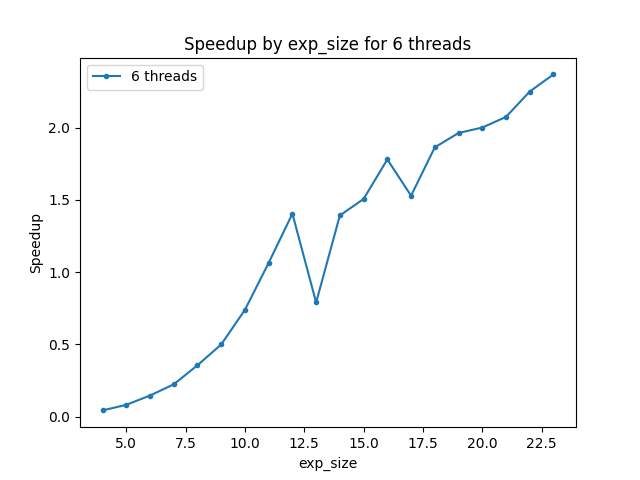 Speedup by exp_size for 6 threads
6 threads
Speedup
2.0
1.5
1.0
0.5
0.0
5.0 7.5 10.0 12.5 15.0 17.5 20.0 22.5
exp_size